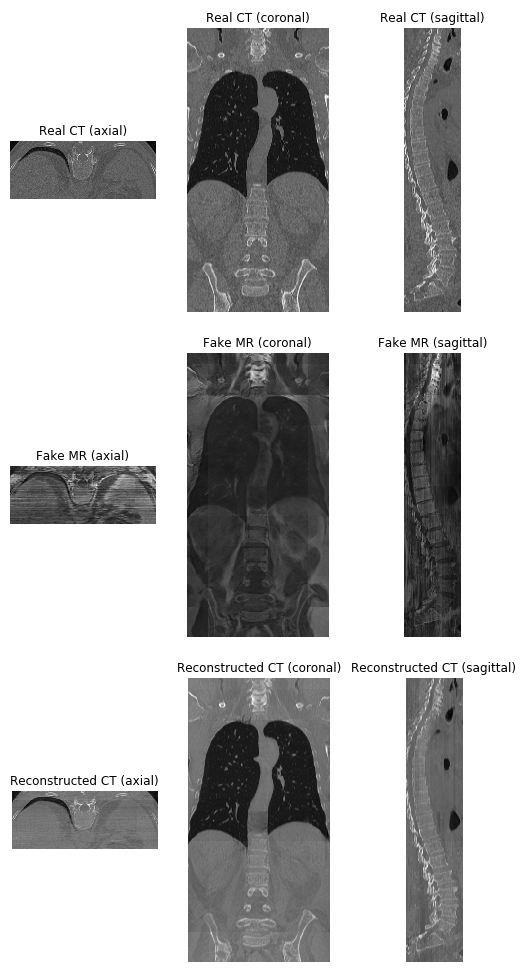 Real CT (coronal)
Real CT (sagittal)
Real CT (axial)
Fake MR (coronal)
Fake MR (sagittal)
Fake MR (axial)
Reconstructed CT (coronal)
Reconstructed CT (sagittal)
Reconstructed CT (axial)